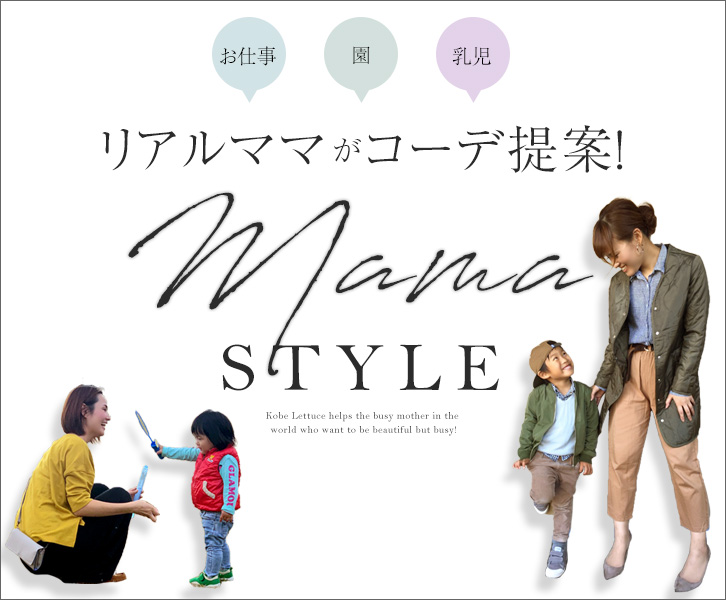 お仕事
園
乳児
リアルママがコーデ提案!
Mama
STYLE
Kobe Lettuce helps the busy mother in the
world who want to be beautiful but busy!
GLAMOU